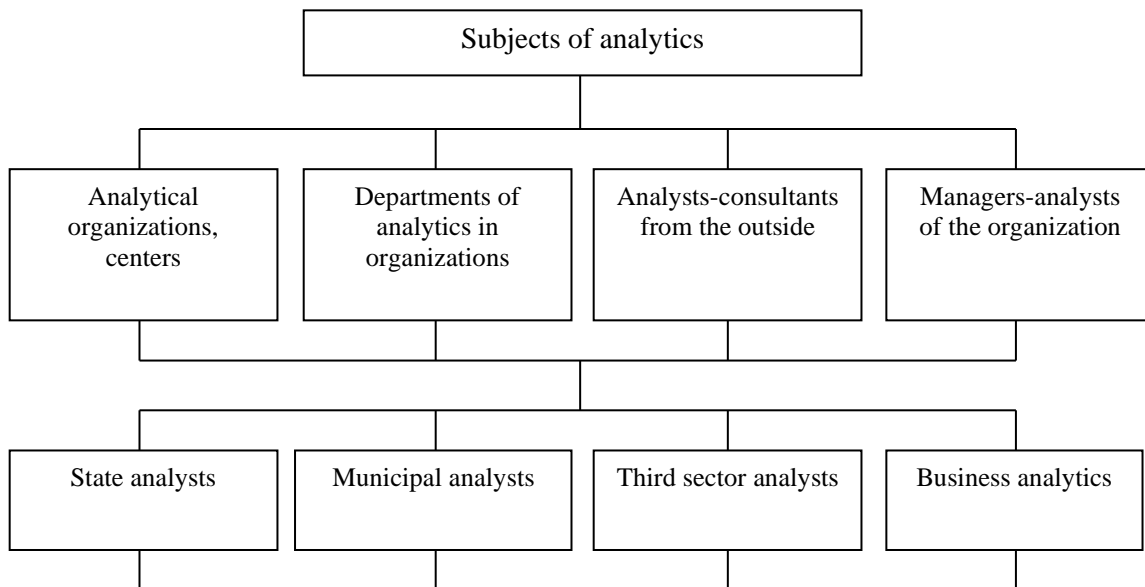 Subjects of analytics
Analytical
organizations,
centers
Departments of
analytics in
organizations
Analysts-consultants
from the outside
Managers-analysts
of the organization
State analysts
Municipal analysts
Third sector analysts
Business analytics